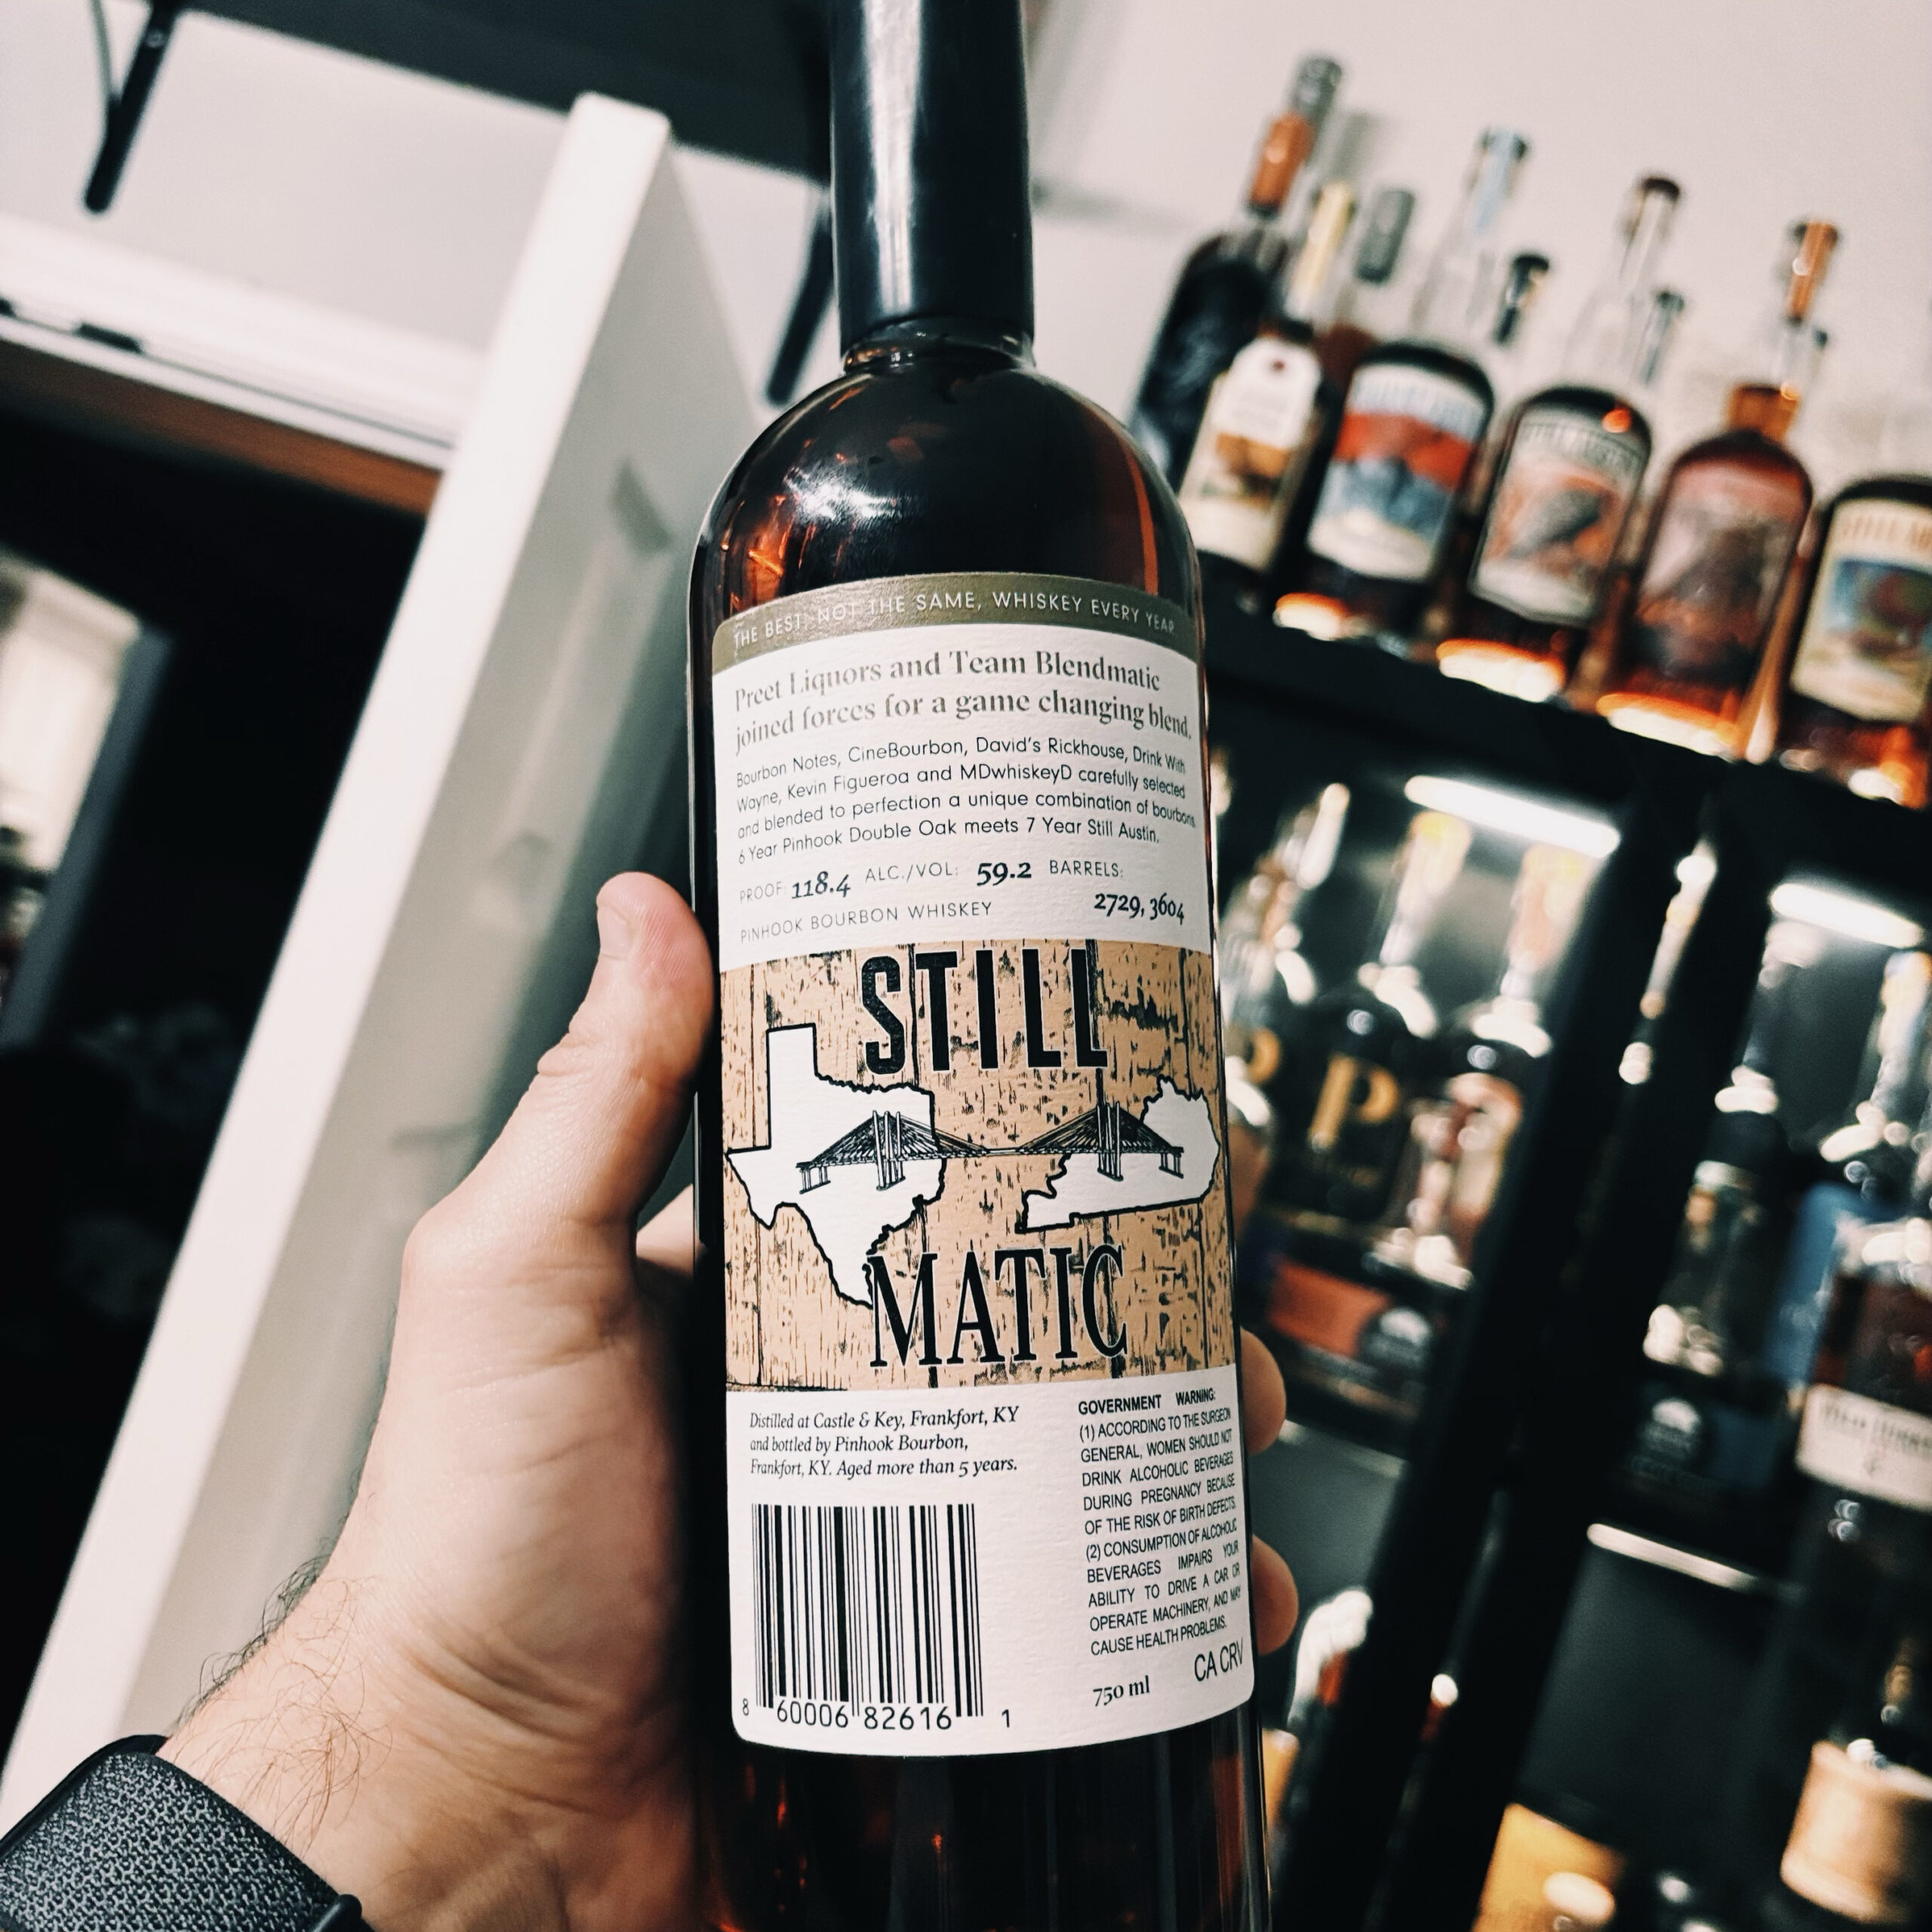 THE BEST, NOT THE SAME, WHISKEY EVERY YEAR
Preet Liquors and Team Blendmatic
joined forces for a game changing blend.
Bourbon Notes, CineBourbon, David's Rickhouse, Drink With
Wayne, Kevin Figueroa and MDwhiskeyD carefully selected
and blended to perfection a unique combination of bourbons.
6 Year Pinhook Double Oak meets 7 Year Still Austin.
PROOF: 118.4 ALC./VOL: 59.2 BARRELS:
PINHOOK BOURBON WHISKEY 2729, 3604
STILL
MATIC
Distilled at Castle & Key, Frankfort, KY
and bottled by Pinhook Bourbon,
Frankfort, KY. Aged more than 5 years.
8 60006 82616 1
GOVERNMENT WARNING:
(1) ACCORDING TO THE SURGEON
GENERAL, WOMEN SHOULD NOT
DRINK ALCOHOLIC BEVERAGES
DURING PREGNANCY BECAUSE
OF THE RISK OF BIRTH DEFECTS.
(2) CONSUMPTION OF ALCOHOLIC
BEVERAGES IMPAIRS YOUR
ABILITY TO DRIVE A CAR OR
OPERATE MACHINERY, AND MAY
CAUSE HEALTH PROBLEMS.
750 ml CA CRV
P